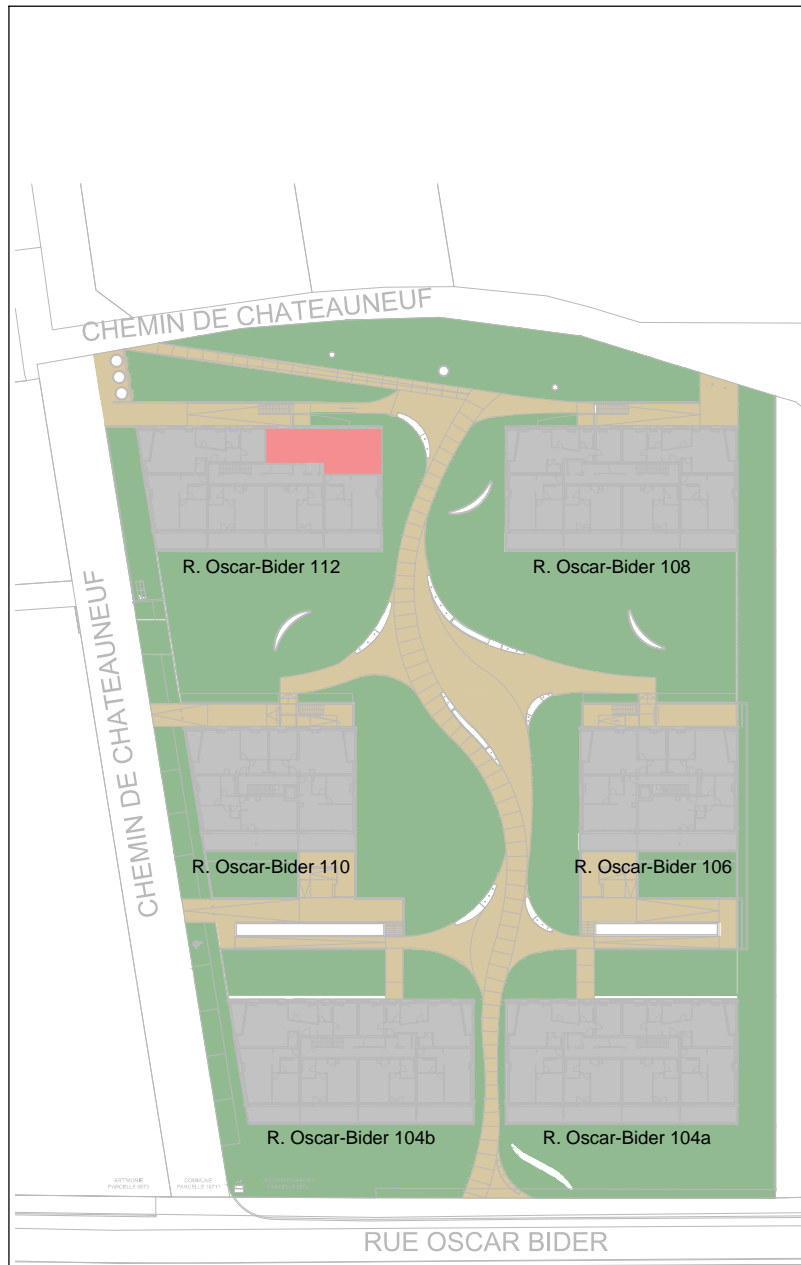 CHEMIN DE CHATEAUNEUF
R. Oscar-Bider 112
R. Oscar-Bider 108
CHEMIN DE CHATEAUNEUF
R. Oscar-Bider 110
R. Oscar-Bider 106
R. Oscar-Bider 104b
R. Oscar-Bider 104a
COMMUNE
RUE OSCAR BIDER